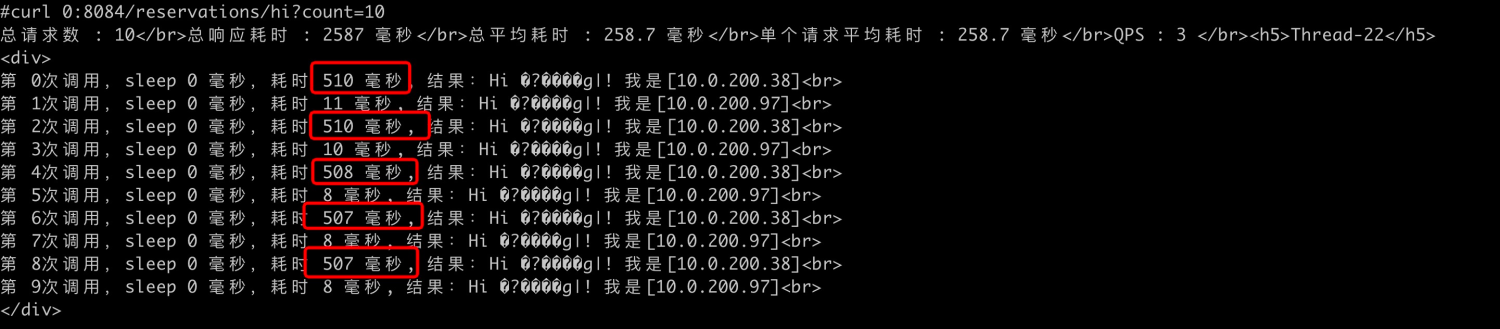 #curl 0:8084/reservations/hi?count=10
总请求数 : 10</br>总响应耗时 : 2587 毫秒</br>总平均耗时 : 258.7 毫秒</br>单个请求平均耗时 : 258.7 毫秒</br>QPS : 3 </br><h5>Thread-22</h5>
<div>
第 0次调用, sleep 0 毫秒, 耗时 510 毫秒, 结果: Hi �?����g|! 我是[10.0.200.38]<br>
第 1次调用, sleep 0 毫秒, 耗时 11 毫秒, 结果: Hi �?����g|! 我是[10.0.200.97]<br>
第 2次调用, sleep 0 毫秒, 耗时 510 毫秒, 结果: Hi �?����g|! 我是[10.0.200.38]<br>
第 3次调用, sleep 0 毫秒, 耗时 10 毫秒, 结果: Hi �?����g|! 我是[10.0.200.97]<br>
第 4次调用, sleep 0 毫秒, 耗时 508 毫秒, 结果: Hi �?����g|! 我是[10.0.200.38]<br>
第 5次调用, sleep 0 毫秒, 耗时 8 毫秒, 结果: Hi �?����g|! 我是[10.0.200.97]<br>
第 6次调用, sleep 0 毫秒, 耗时 507 毫秒, 结果: Hi �?����g|! 我是[10.0.200.38]<br>
第 7次调用, sleep 0 毫秒, 耗时 8 毫秒, 结果: Hi �?����g|! 我是[10.0.200.97]<br>
第 8次调用, sleep 0 毫秒, 耗时 507 毫秒, 结果: Hi �?����g|! 我是[10.0.200.38]<br>
第 9次调用, sleep 0 毫秒, 耗时 8 毫秒, 结果: Hi �?����g|! 我是[10.0.200.97]<br>
</div>